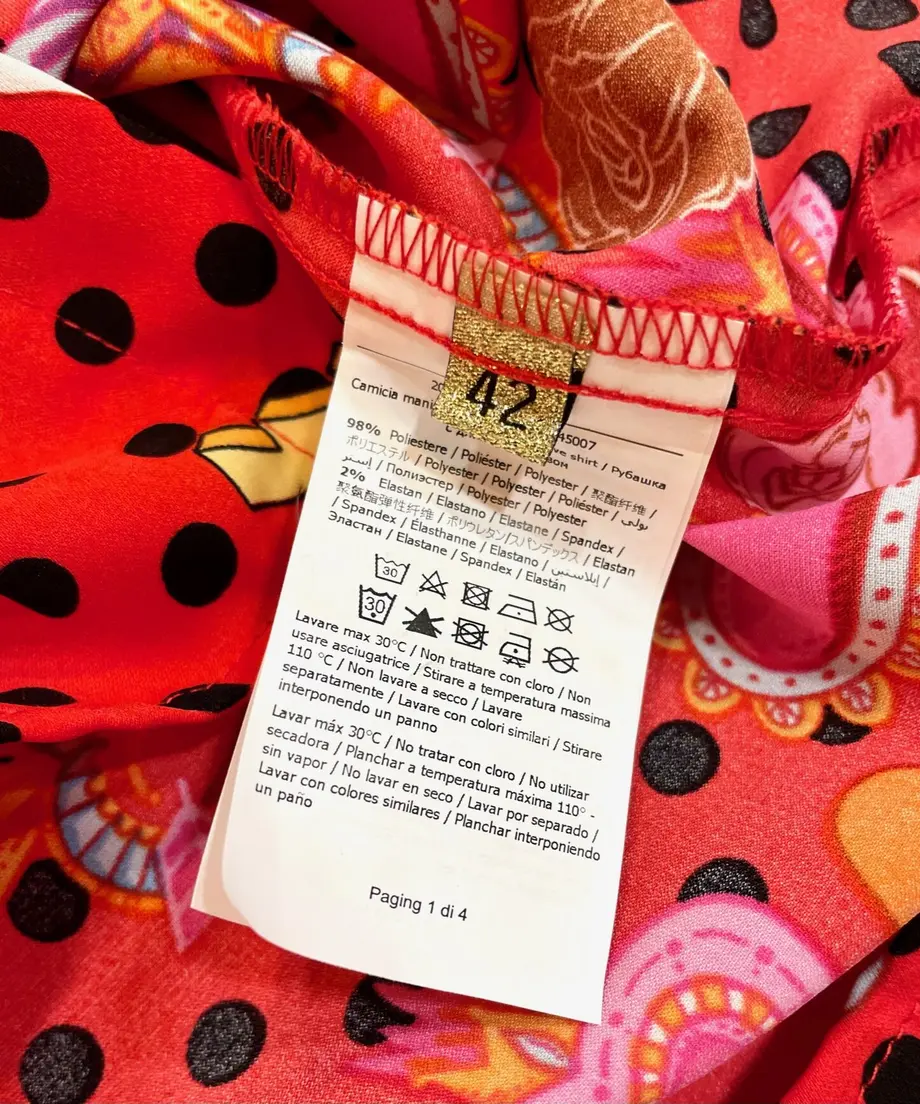 42
45007
Camicia
ve shirt / Рубашка
98% Poliestere / Poliéster / Polyester / 聚酯纤维 /
ポリエステル / Polyester / Polyester / Poliéster / بولي
إستر / Полиэстер / Polyester / Polyester
2% Elastan / Elastano / Elastane / Spandex /
聚氨酯弹性纤维 / ポリウレタン/スパンデックス / Elastan
/ Spandex / Élasthanne / Elastano / إيلاستين /
Эластан / Elastane / Spandex / Elastán
30
30
Lavare max 30°C / Non trattare con cloro / Non
usare asciugatrice / Stirare a temperatura massima
110 °C / Non lavare a secco / Lavare
separatamente / Lavare con colori similari / Stirare
interponendo un panno
Lavar máx 30°C / No tratar con cloro / No utilizar
secadora / Planchar a temperatura máxima 110° -
sin vapor / No lavar en seco / Lavar por separado /
Lavar con colores similares / Planchar interponiendo
un paño
Paging 1 di 4